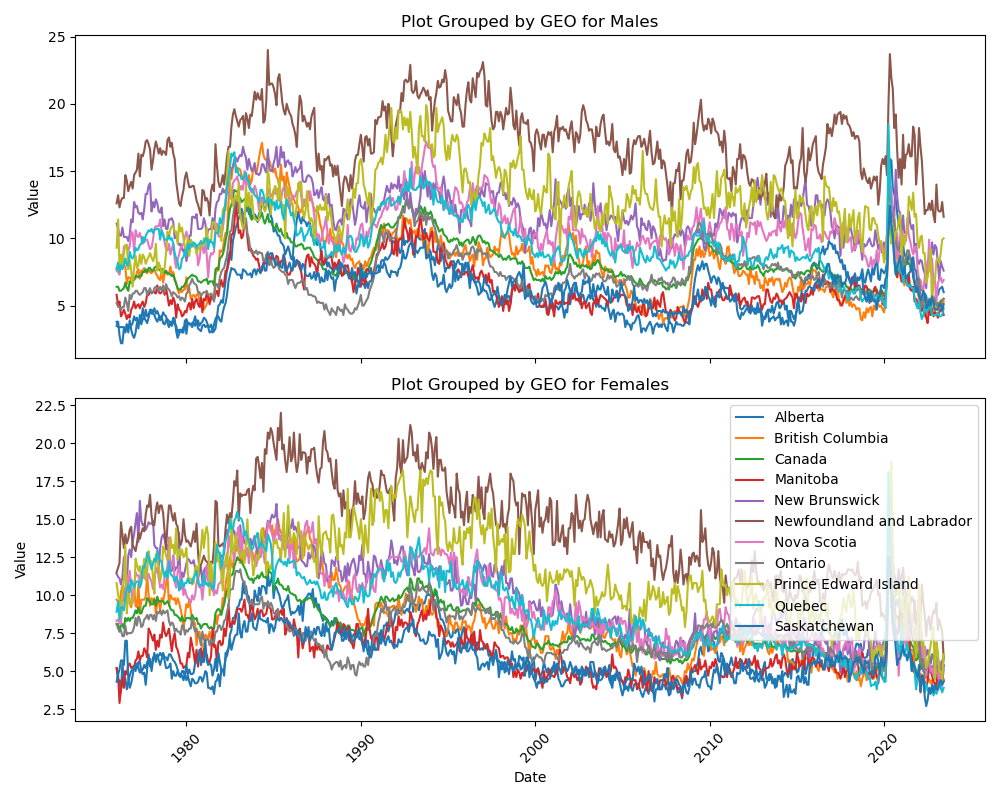 Plot Grouped by GEO for Males
25
20
15
10
5
Value
Plot Grouped by GEO for Females
22.5
20.0
17.5
15.0
12.5
10.0
7.5
5.0
2.5
Value
Alberta
British Columbia
Canada
Manitoba
New Brunswick
Newfoundland and Labrador
Nova Scotia
Ontario
Prince Edward Island
Quebec
Saskatchewan
1980
1990
2000
2010
2020
Date